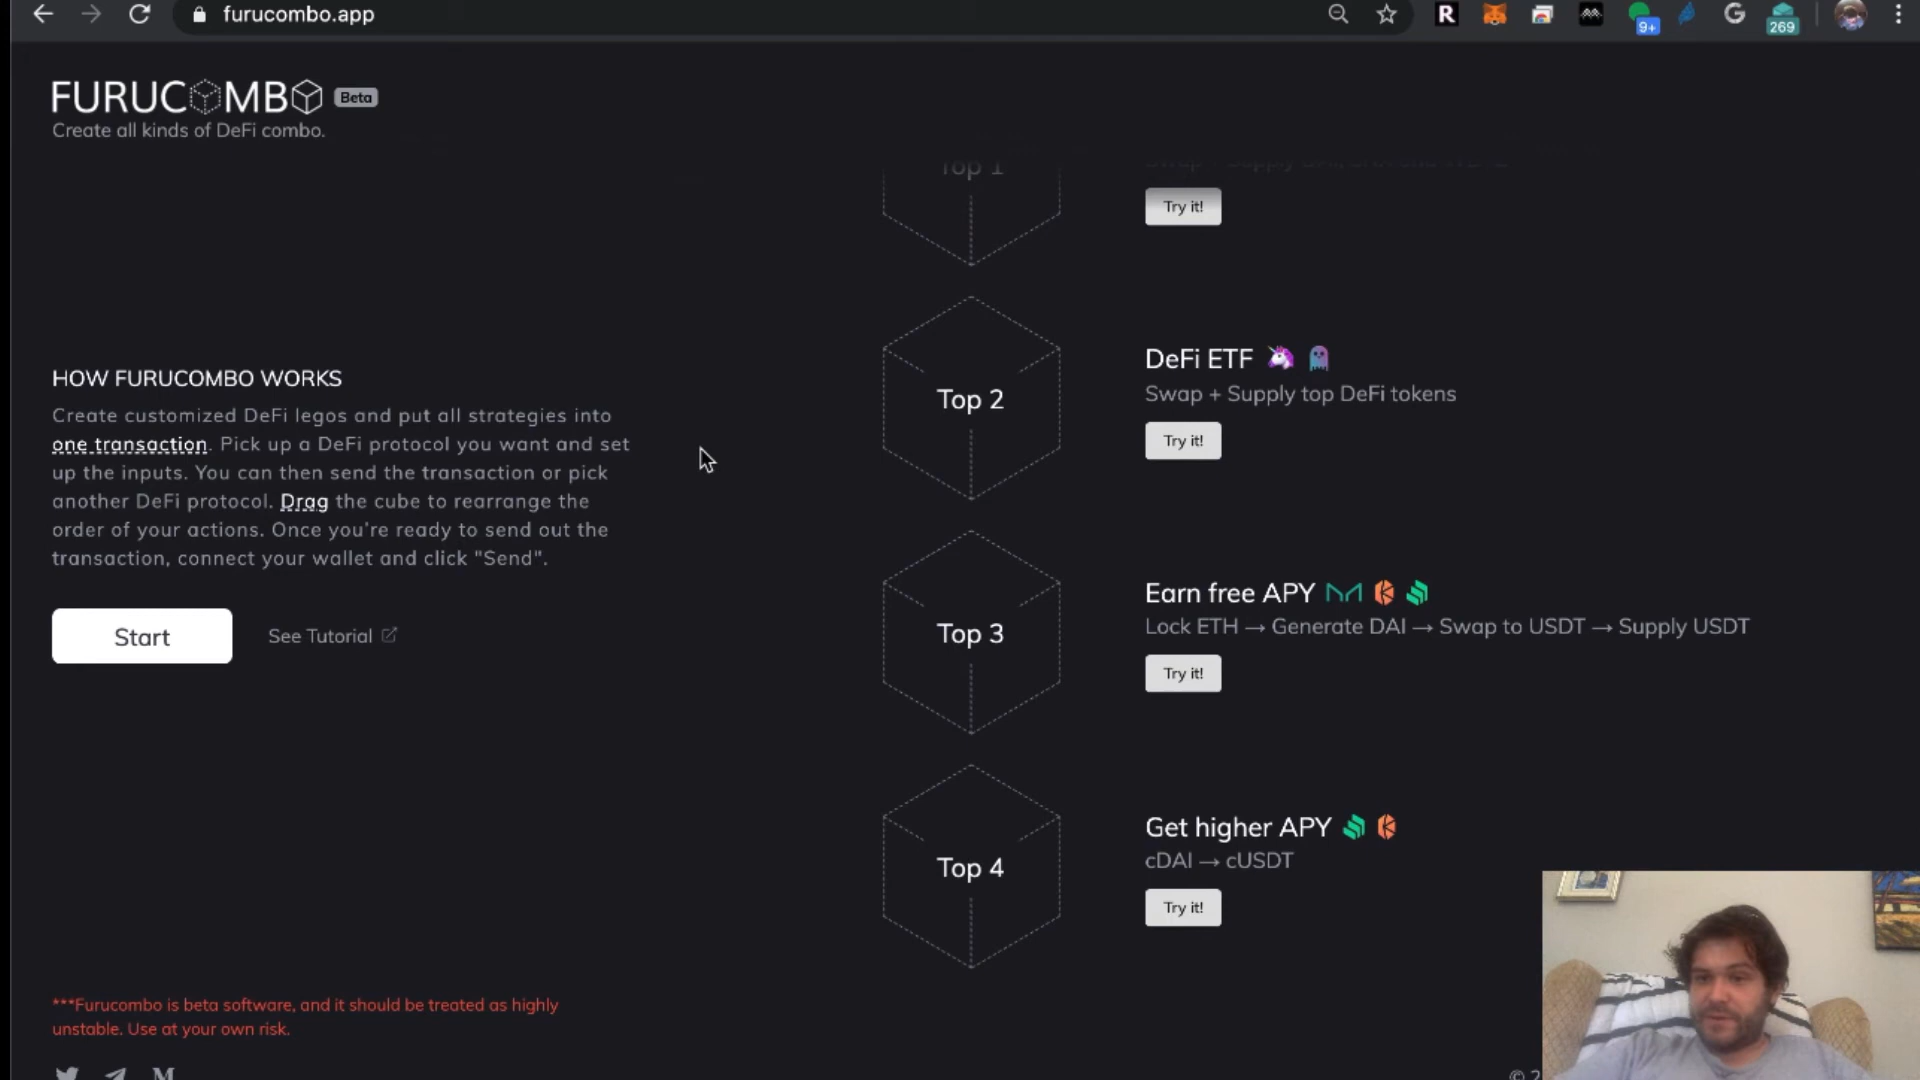 furucombo.app
R
9+
G
269
FURUCOMBO Beta
Create all kinds of DeFi combo.
Top 1
Try it!
Top 2
DeFi ETF
Swap + Supply top DeFi tokens
Try it!
HOW FURUCOMBO WORKS
Create customized DeFi legos and put all strategies into
one transaction. Pick up a DeFi protocol you want and set
up the inputs. You can then send the transaction or pick
another DeFi protocol. Drag the cube to rearrange the
order of your actions. Once you're ready to send out the
transaction, connect your wallet and click "Send".
Start
See Tutorial
Top 3
Earn free APY
Lock ETH → Generate DAI → Swap to USDT → Supply USDT
Try it!
Top 4
Get higher APY
cDAI → cUSDT
Try it!
***Furucombo is beta software, and it should be treated as highly
unstable. Use at your own risk.